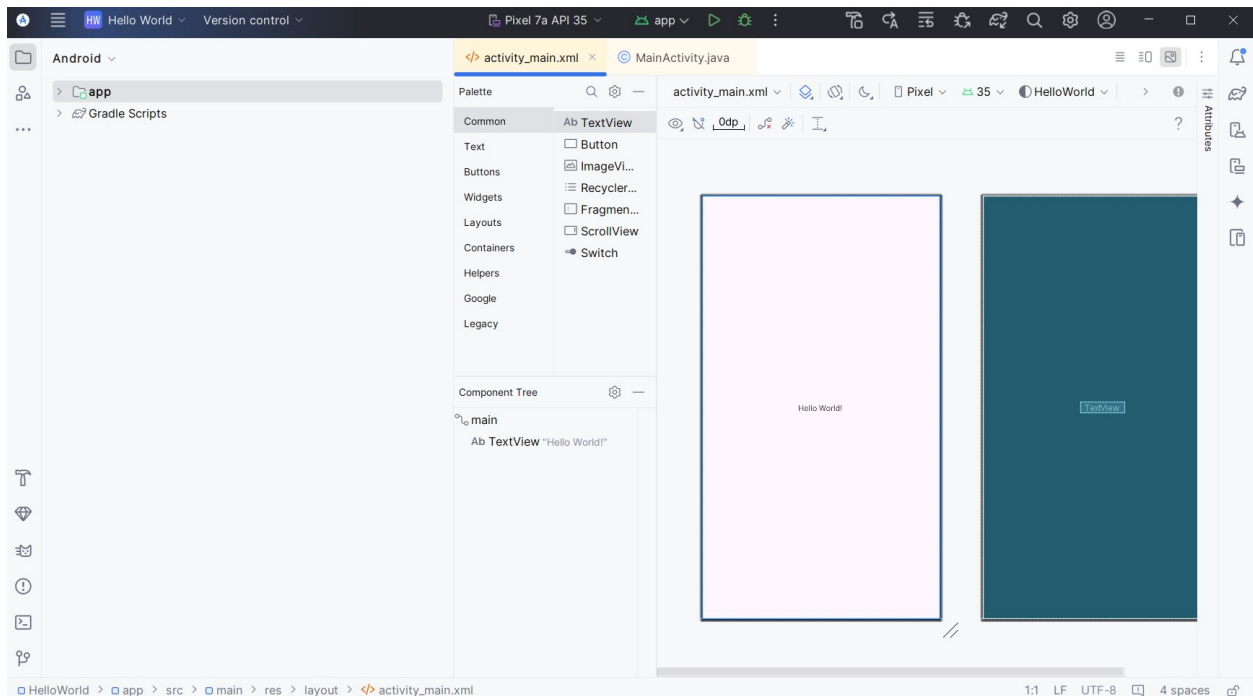 HW Hello World Version control Pixel 7a API 35 app
Android
activity_main.xml MainActivity.java
app
Gradle Scripts
Palette
activity_main.xml Pixel 35 HelloWorld
Common
Text
Buttons
Widgets
Layouts
Containers
Helpers
Google
Legacy
Ab TextView
Button
ImageVi...
Recycler...
Fragmen...
ScrollView
Switch
0dp
?
Attributes
Hello World!
TextView
Component Tree
main
Ab TextView "Hello World!"
HelloWorld > app > src > main > res > layout > activity_main.xml 1:1 LF UTF-8 4 spaces